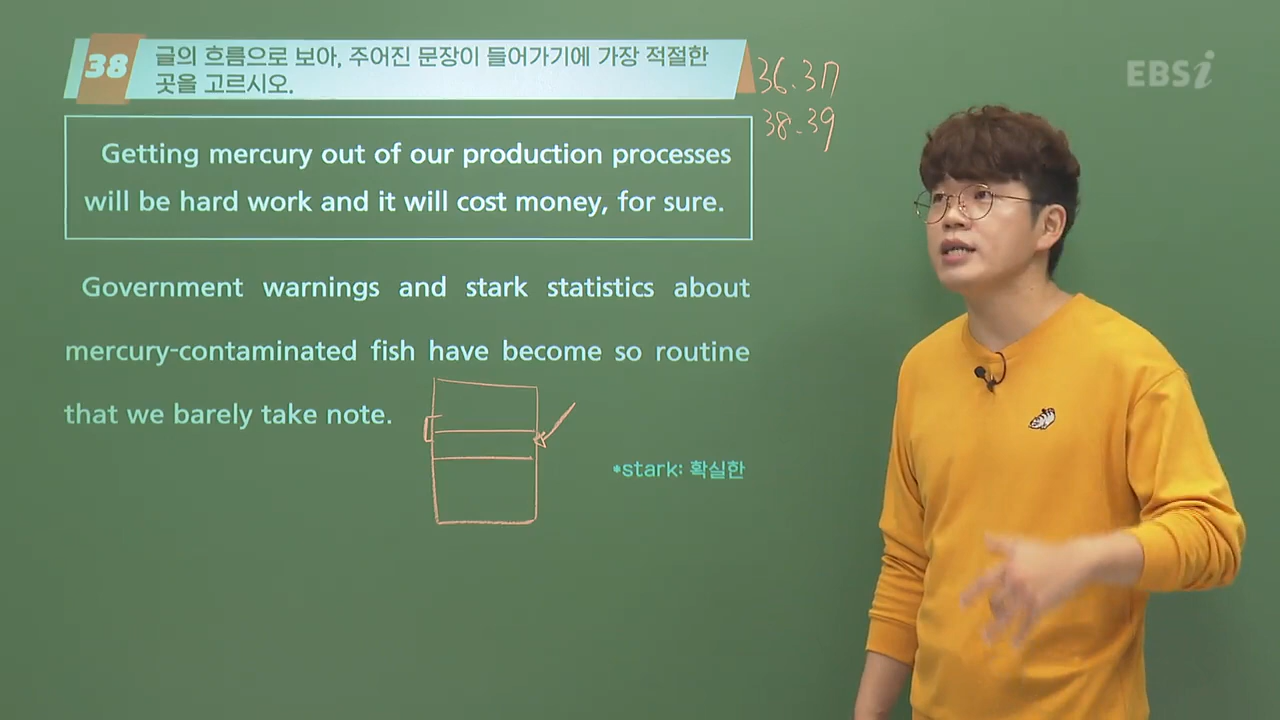 38
글의 흐름으로 보아, 주어진 문장이 들어가기에 가장 적절한
곳을 고르시오.
36.37
38.39
EBSi
Getting mercury out of our production processes
will be hard work and it will cost money, for sure.
Government warnings and stark statistics about
mercury-contaminated fish have become so routine
that we barely take note.
*stark: 확실한